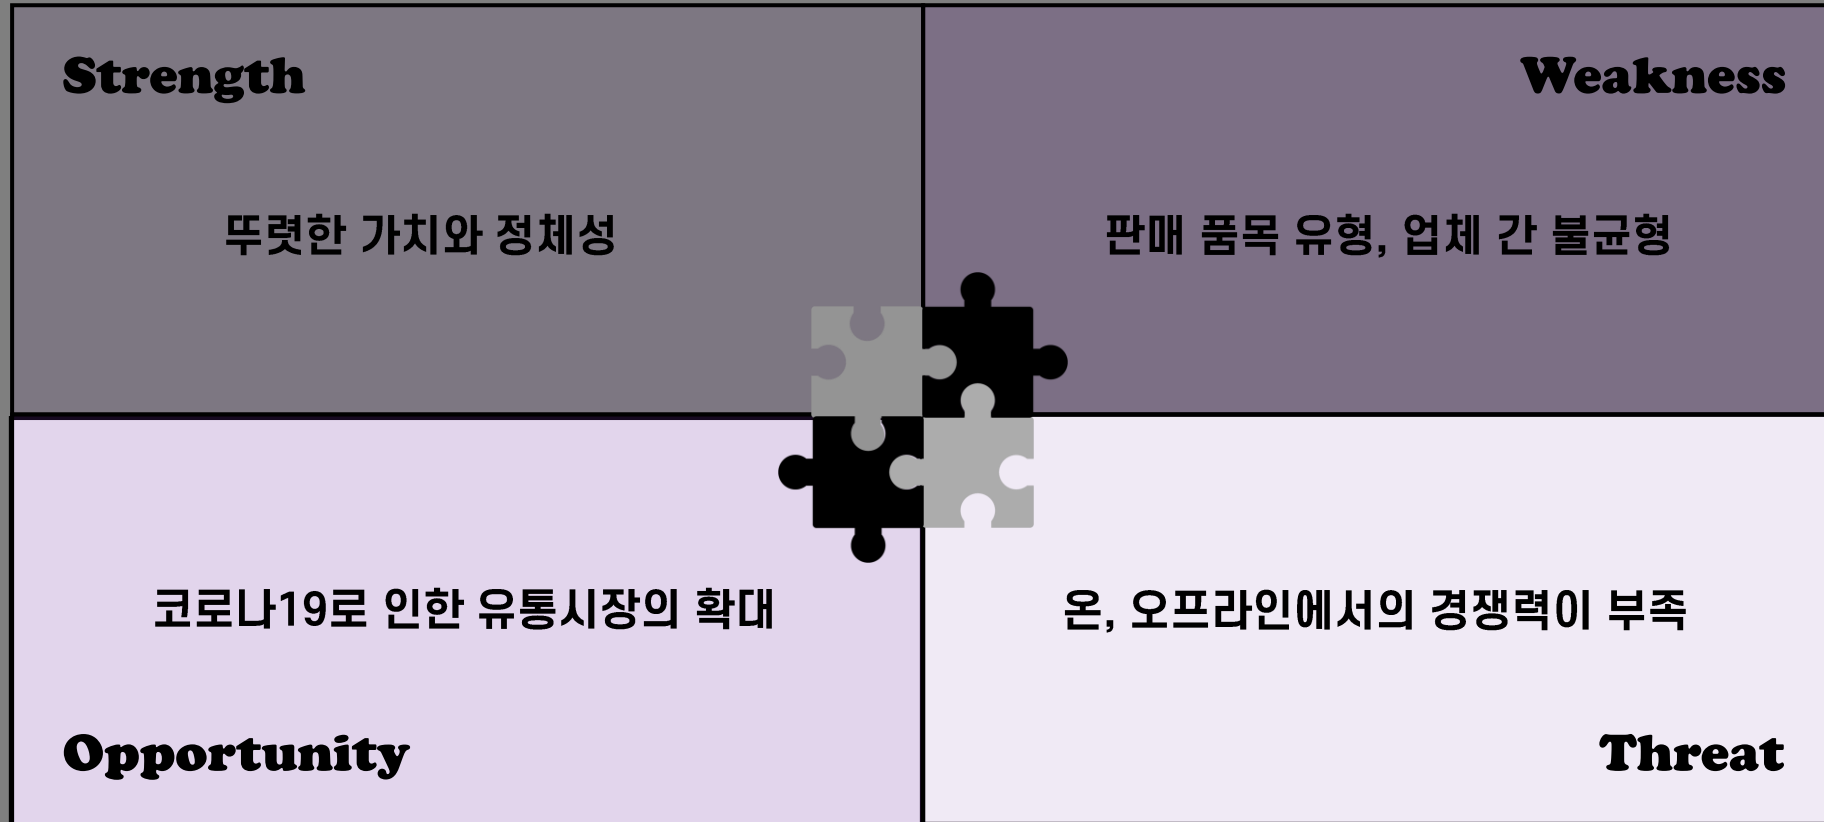 Strength
뚜렷한 가치와 정체성
Weakness
판매 품목 유형, 업체 간 불균형
코로나19로 인한 유통시장의 확대
Opportunity
온, 오프라인에서의 경쟁력이 부족
Threat